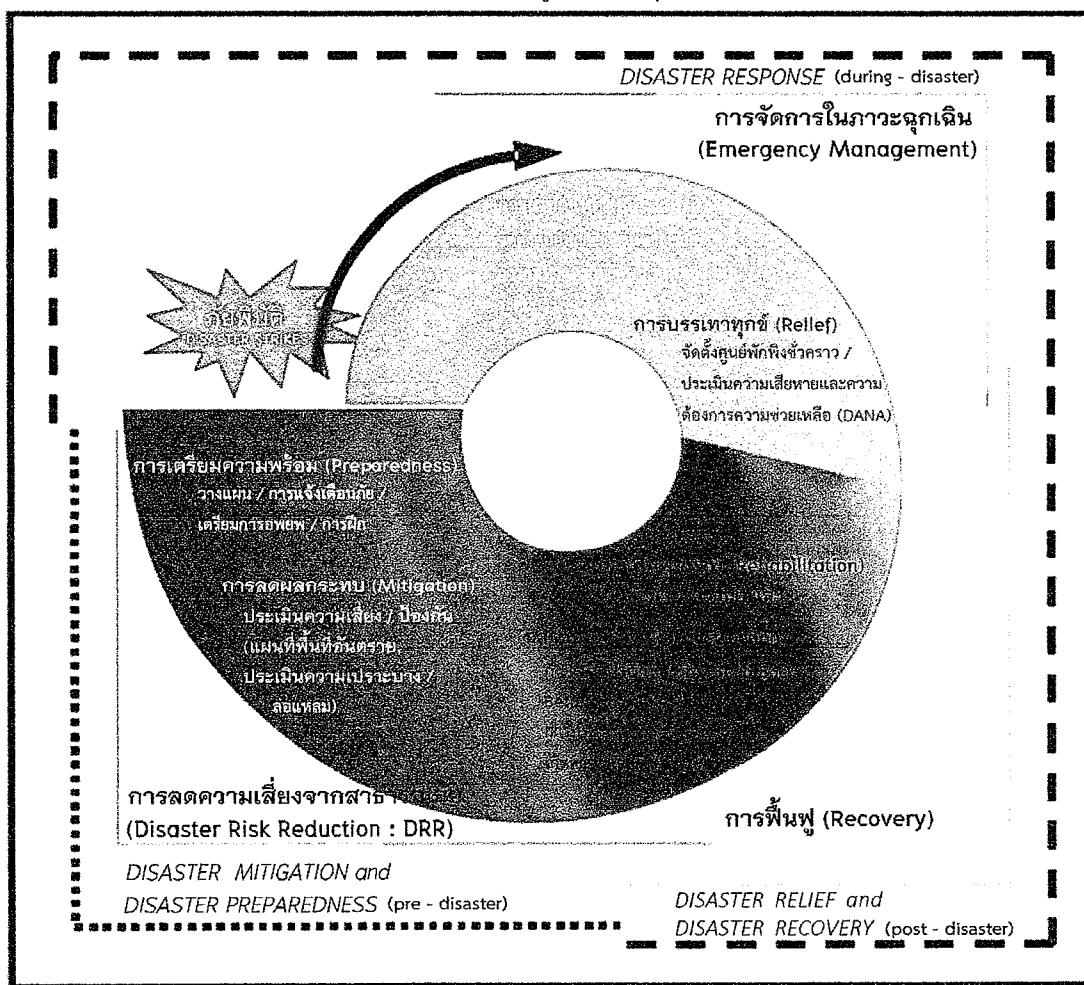 DISASTER RESPONSE (during - disaster)
การจัดการในภาวะฉุกเฉิน
(Emergency Management)
ภัยพิบัติ
DISASTER STRIKE
การบรรเทาทุกข์ (Relief)
จัดตั้งศูนย์พักพิงชั่วคราว /
ประเมินความเสียหายและความ
ต้องการความช่วยเหลือ (DANA)
การเตรียมความพร้อม (Preparedness)
วางแผน / การแจ้งเตือนภัย /
เตรียมการอพยพ / การฝึก
การลดผลกระทบ (Mitigation)
ประเมินความเสี่ยง / ป้องกัน
(แผนที่พื้นที่อันตราย
ประเมินความเปราะบาง /
ล่อแหลม)
การลดความเสี่ยงจาก
(Disaster Risk Reduction : DRR)
การฟื้นฟู (Recovery)
DISASTER MITIGATION and
DISASTER PREPAREDNESS (pre - disaster)
DISASTER RELIEF and
DISASTER RECOVERY (post - disaster)